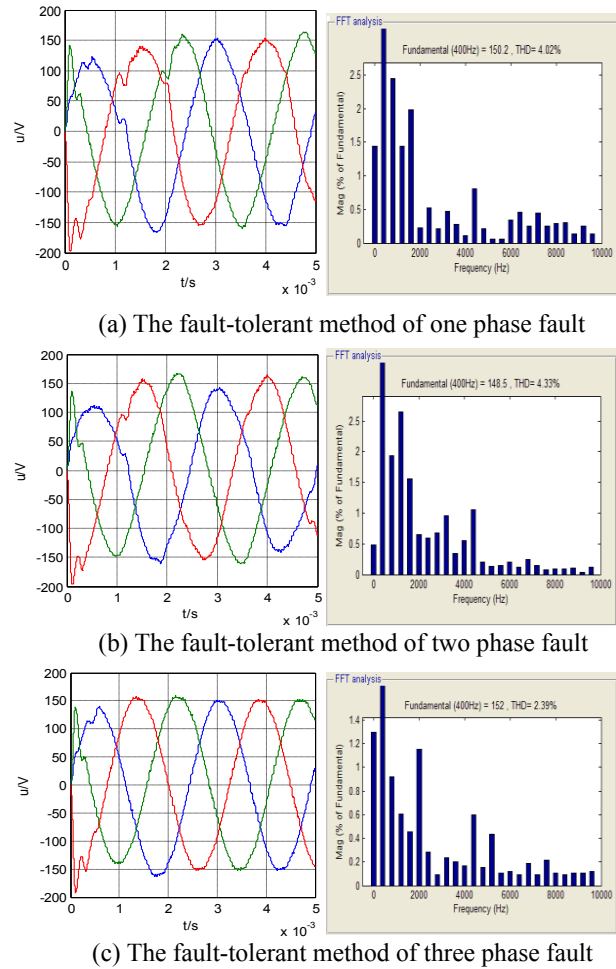 200
150
100
50
0
-50
-100
-150
-200
u/V
0 1 2 3 4 5
t/s
x 10⁻³
FFT analysis
Fundamental (400Hz) = 150.2 , THD= 4.02%
2.5
2
1.5
1
0.5
0
Mag (% of Fundamental)
0 2000 4000 6000 8000 10000
Frequency (Hz)
(a) The fault-tolerant method of one phase fault
200
150
100
50
0
-50
-100
-150
-200
u/V
0 1 2 3 4 5
t/s
x 10⁻³
FFT analysis
Fundamental (400Hz) = 148.5 , THD= 4.33%
2.5
2
1.5
1
0.5
0
Mag (% of Fundamental)
0 2000 4000 6000 8000 10000
Frequency (Hz)
(b) The fault-tolerant method of two phase fault
200
150
100
50
0
-50
-100
-150
-200
u/V
0 1 2 3 4 5
t/s
x 10⁻³
FFT analysis
Fundamental (400Hz) = 152 , THD= 2.39%
1.4
1.2
1
0.8
0.6
0.4
0.2
0
Mag (% of Fundamental)
0 2000 4000 6000 8000 10000
Frequency (Hz)
(c) The fault-tolerant method of three phase fault